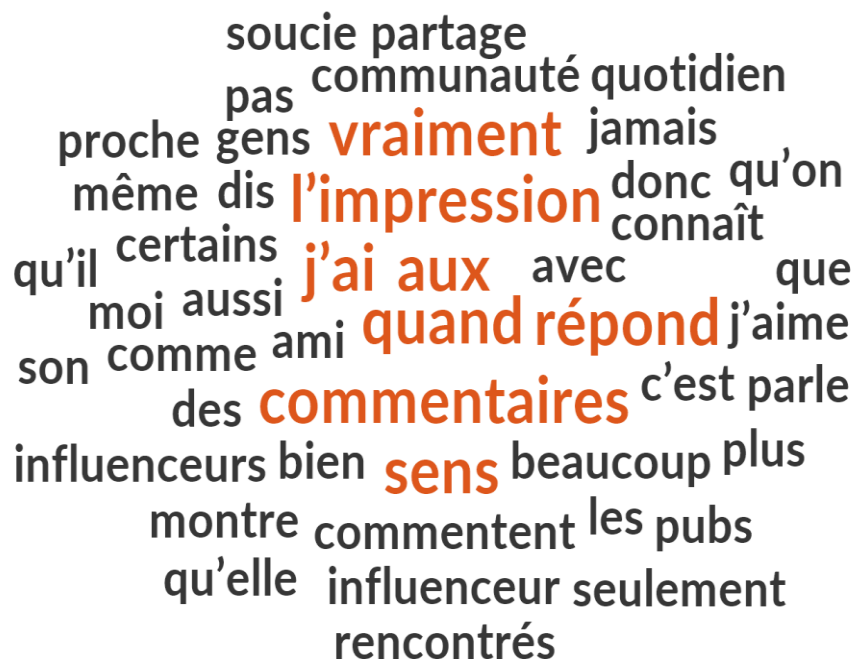 soucie partage
communauté quotidien
pas
proche gens vraiment jamais
même dis l’impression donc qu’on
connaît
qu’il certains j’ai aux avec que
moi aussi quand répond j’aime
son comme ami
des commentaires c’est parle
influenceurs bien sens beaucoup plus
montre commentent les pubs
qu’elle influenceur seulement
rencontrés